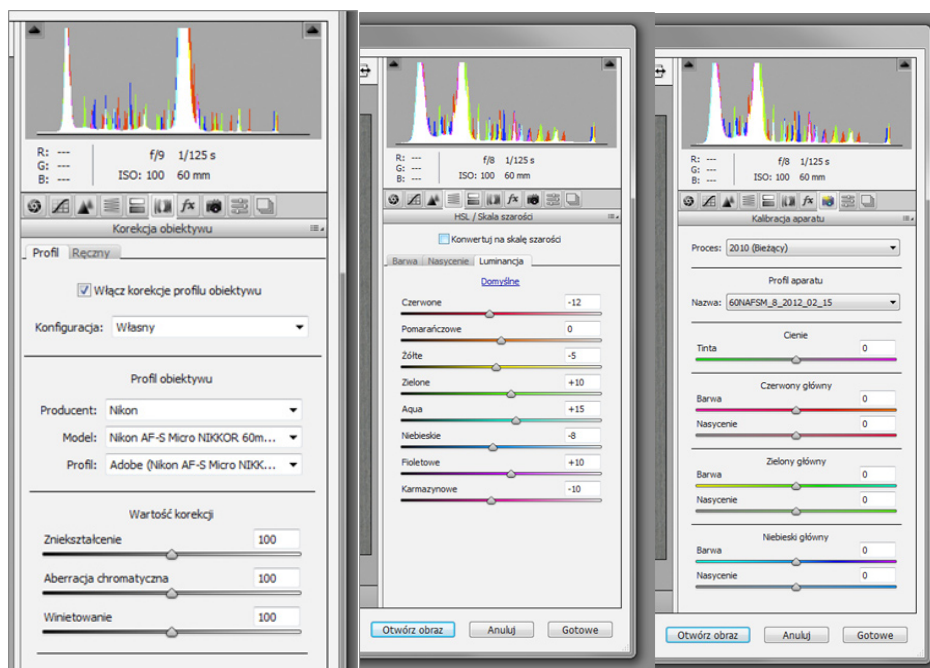 R: ---
G: ---
B: ---
f/9 1/125 s
ISO: 100 60 mm
fx
Korekcja obiektywu
Profil Ręczny
Włącz korekcje profilu obiektywu
Konfiguracja: Własny
Profil obiektywu
Producent: Nikon
Model: Nikon AF-S Micro NIKKOR 60m...
Profil: Adobe (Nikon AF-S Micro NIKK...
Wartość korekcji
Zniekształcenie 100
Aberracja chromatyczna 100
Winietowanie 100
R: ---
G: ---
B: ---
f/8 1/125 s
ISO: 100 60 mm
fx
HSL / Skala szarości
Konwertuj na skalę szarości
Barwa Nasycenie Luminancja
Domyślne
Czerwone -12
Pomarańczowe 0
Żółte -5
Zielone +10
Aqua +15
Niebieskie -8
Fioletowe +10
Karmazynowe -10
Otwórz obraz Anuluj Gotowe
R: ---
G: ---
B: ---
f/8 1/125 s
ISO: 100 60 mm
fx
Kalibracja aparatu
Proces: 2010 (Bieżący)
Profil aparatu
Nazwa: 60NAFSM_8_2012_02_15
Cienie
Tinta 0
Czerwony główny
Barwa 0
Nasycenie 0
Zielony główny
Barwa 0
Nasycenie 0
Niebieski główny
Barwa 0
Nasycenie 0
Otwórz obraz Anuluj Gotowe